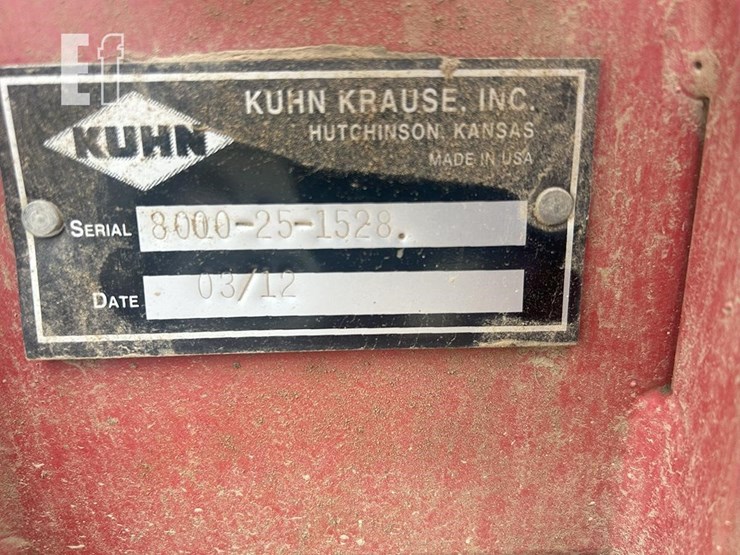 Ef
KUHN
KUHN KRAUSE, INC.
HUTCHINSON, KANSAS
MADE IN USA
SERIAL 8000-25-1528.
DATE 03/12